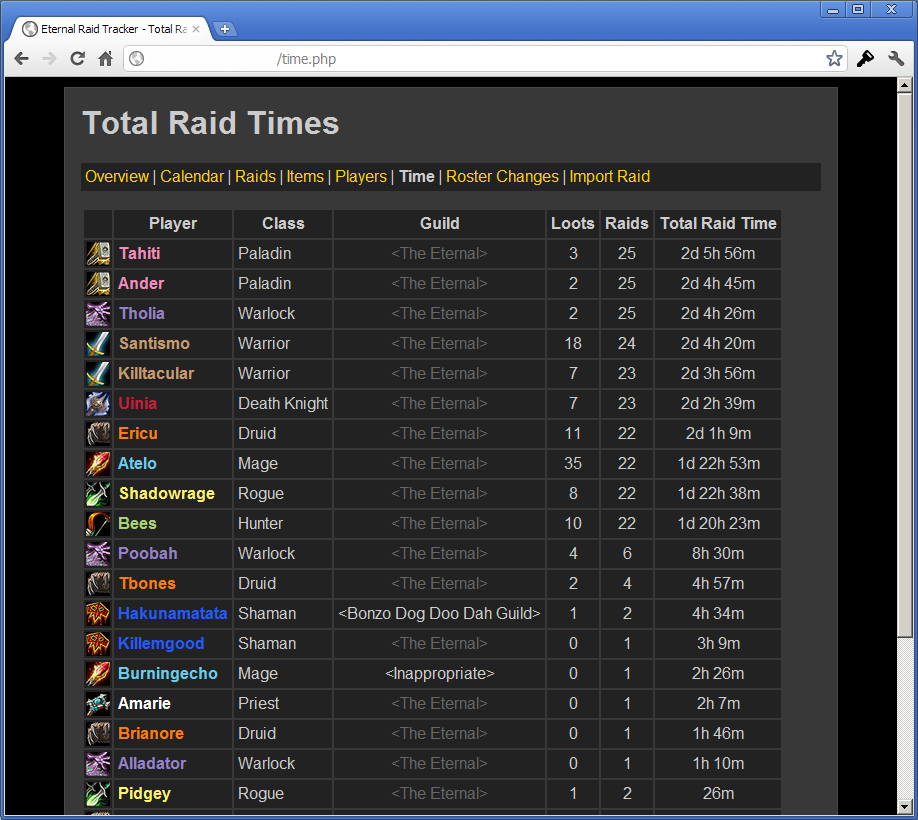 Eternal Raid Tracker - Total Ra
/time.php
Total Raid Times
Overview | Calendar | Raids | Items | Players | Time | Roster Changes | Import Raid
Player Class Guild Loots Raids Total Raid Time
Tahiti Paladin <The Eternal> 3 25 2d 5h 56m
Ander Paladin <The Eternal> 2 25 2d 4h 45m
Tholia Warlock <The Eternal> 2 25 2d 4h 26m
Santismo Warrior <The Eternal> 18 24 2d 4h 20m
Killtacular Warrior <The Eternal> 7 23 2d 3h 56m
Uinia Death Knight <The Eternal> 7 23 2d 2h 39m
Ericu Druid <The Eternal> 11 22 2d 1h 9m
Atelo Mage <The Eternal> 35 22 1d 22h 53m
Shadowrage Rogue <The Eternal> 8 22 1d 22h 38m
Bees Hunter <The Eternal> 10 22 1d 20h 23m
Poobah Warlock <The Eternal> 4 6 8h 30m
Tbones Druid <The Eternal> 2 4 4h 57m
Hakunamatata Shaman <Bonzo Dog Doo Dah Guild> 1 2 4h 34m
Killemgood Shaman <The Eternal> 0 1 3h 9m
Burningecho Mage <Inappropriate> 0 1 2h 26m
Amarie Priest <The Eternal> 0 1 2h 7m
Brianore Druid <The Eternal> 0 1 1h 46m
Alladator Warlock <The Eternal> 0 1 1h 10m
Pidgey Rogue <The Eternal> 1 2 26m